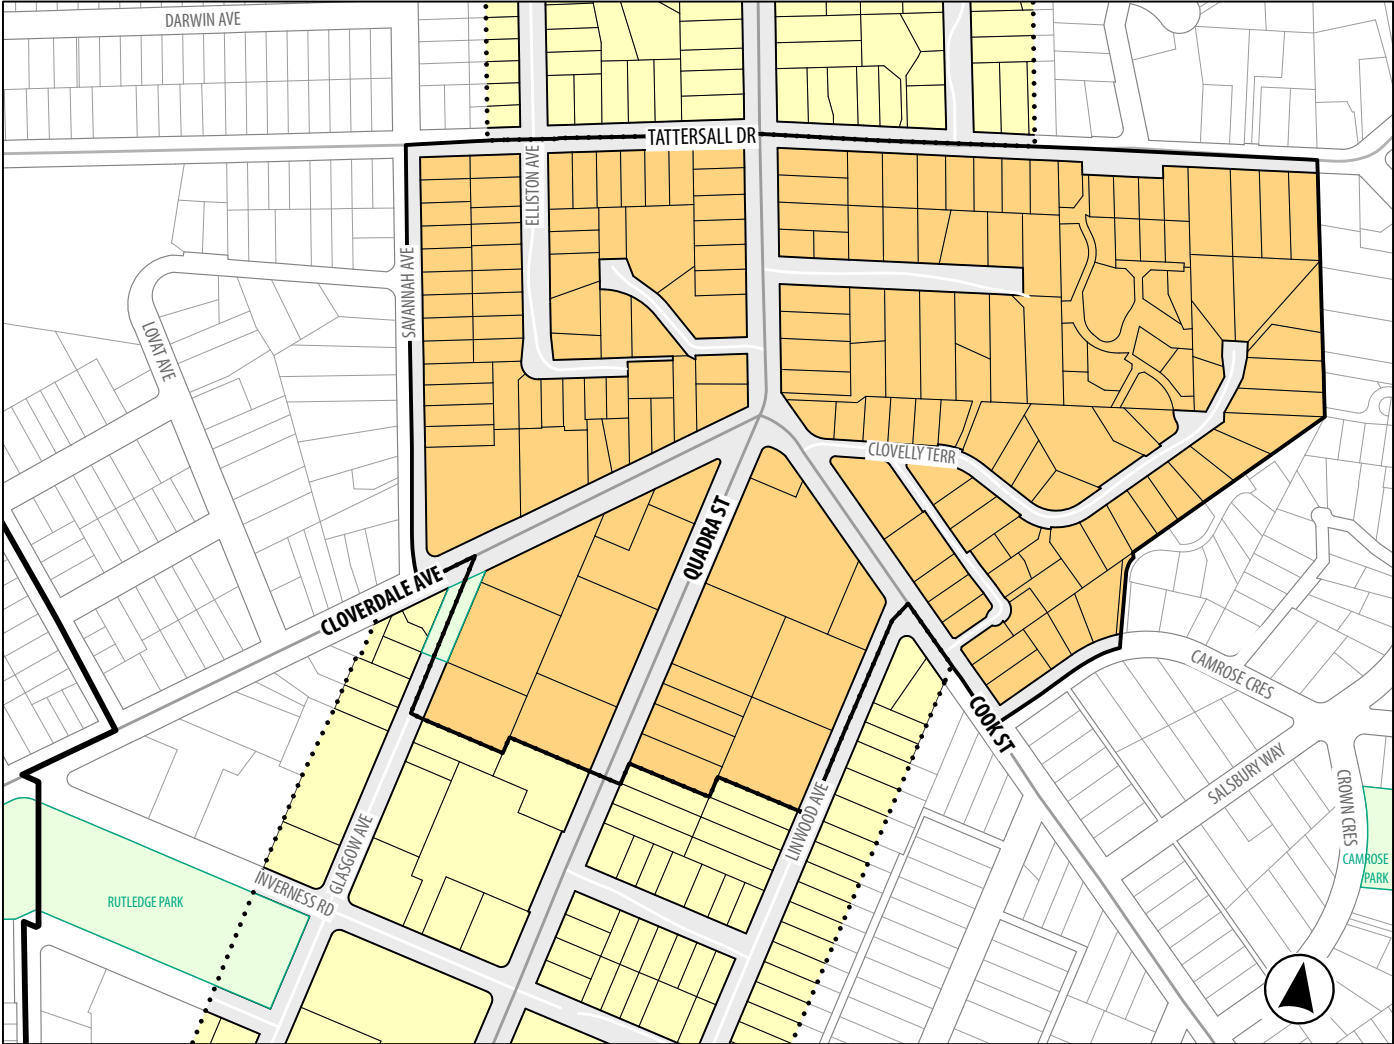 DARWIN AVE
TATTERSALL DR
ELLISTON AVE
SAVANNAH AVE
LOVAT AVE
CLOVELLY TERR
QUADRA ST
CLOVERDALE AVE
CAMROSE CRES
COOK ST
SALSBURY WAY
CROWN CRES
LINWOOD AVE
GLASGOW AVE
CAMROSE
PARK
INVERNESS RD
RUTLEDGE PARK